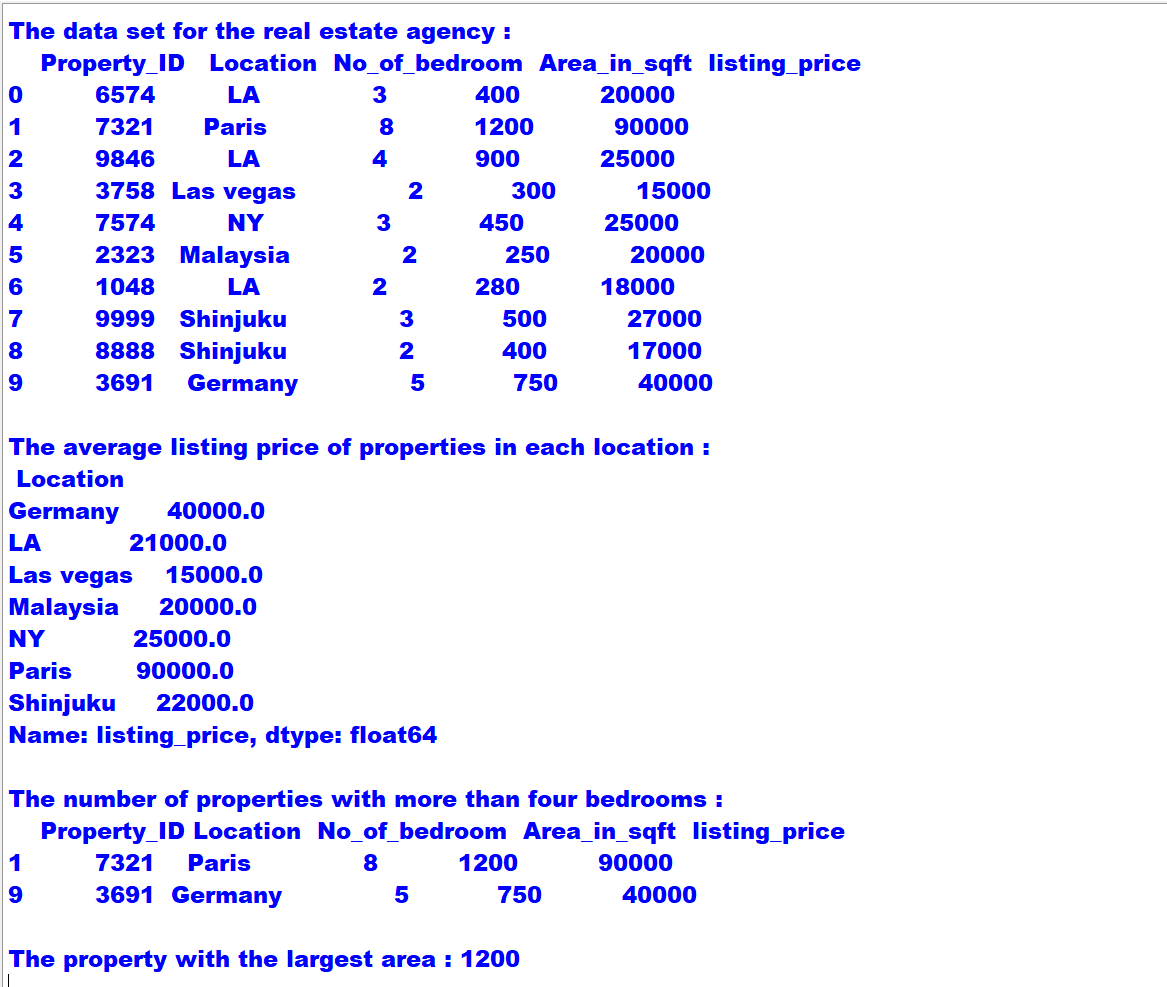 The data set for the real estate agency :
Property_ID Location No_of_bedroom Area_in_sqft listing_price
0 6574 LA 3 400 20000
1 7321 Paris 8 1200 90000
2 9846 LA 4 900 25000
3 3758 Las vegas 2 300 15000
4 7574 NY 3 450 25000
5 2323 Malaysia 2 250 20000
6 1048 LA 2 280 18000
7 9999 Shinjuku 3 500 27000
8 8888 Shinjuku 2 400 17000
9 3691 Germany 5 750 40000
The average listing price of properties in each location :
Location
Germany 40000.0
LA 21000.0
Las vegas 15000.0
Malaysia 20000.0
NY 25000.0
Paris 90000.0
Shinjuku 22000.0
Name: listing_price, dtype: float64
The number of properties with more than four bedrooms :
Property_ID Location No_of_bedroom Area_in_sqft listing_price
1 7321 Paris 8 1200 90000
9 3691 Germany 5 750 40000
The property with the largest area : 1200